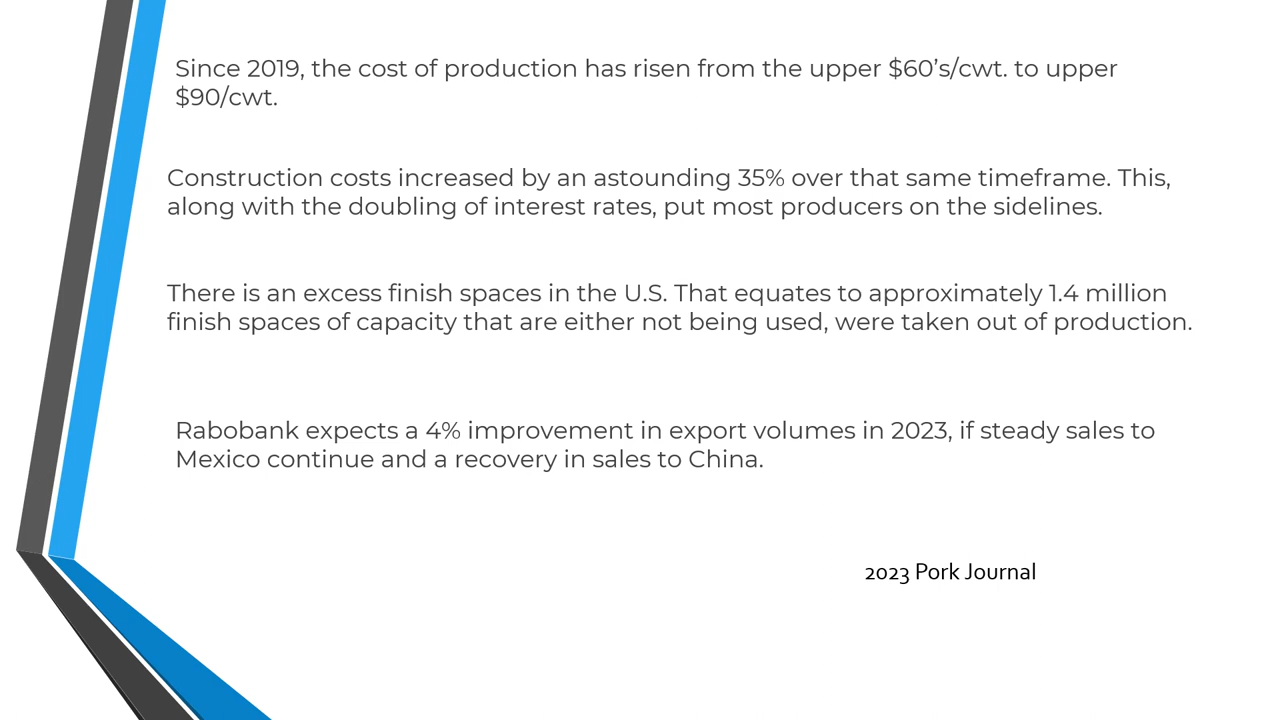 Since 2019, the cost of production has risen from the upper $60’s/cwt. to upper
$90/cwt.
Construction costs increased by an astounding 35% over that same timeframe. This,
along with the doubling of interest rates, put most producers on the sidelines.
There is an excess finish spaces in the U.S. That equates to approximately 1.4 million
finish spaces of capacity that are either not being used, were taken out of production.
Rabobank expects a 4% improvement in export volumes in 2023, if steady sales to
Mexico continue and a recovery in sales to China.
2023 Pork Journal